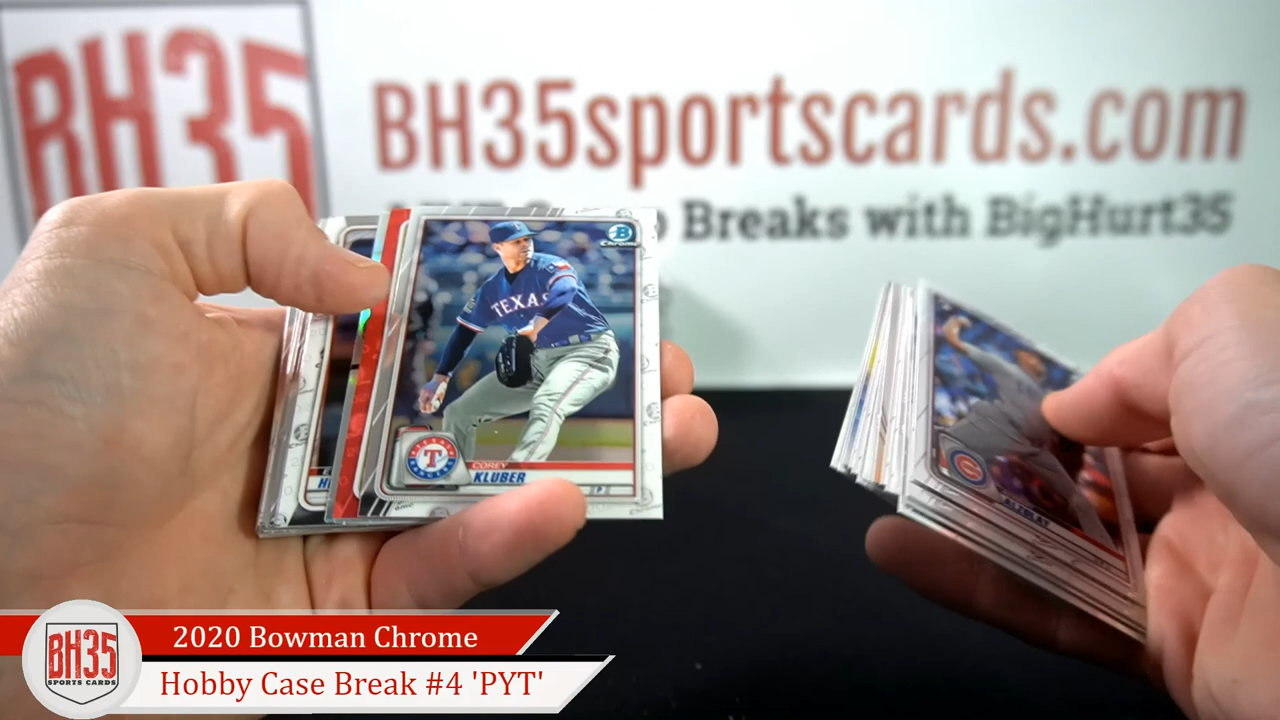 BH35
BH35sportscards.com
Breaks with BigHurt35
Chrome
TEXAS
COREY
KLUBER
ALZOLAY
BH35
SPORTS CARDS
2020 Bowman Chrome
Hobby Case Break #4 'PYT'